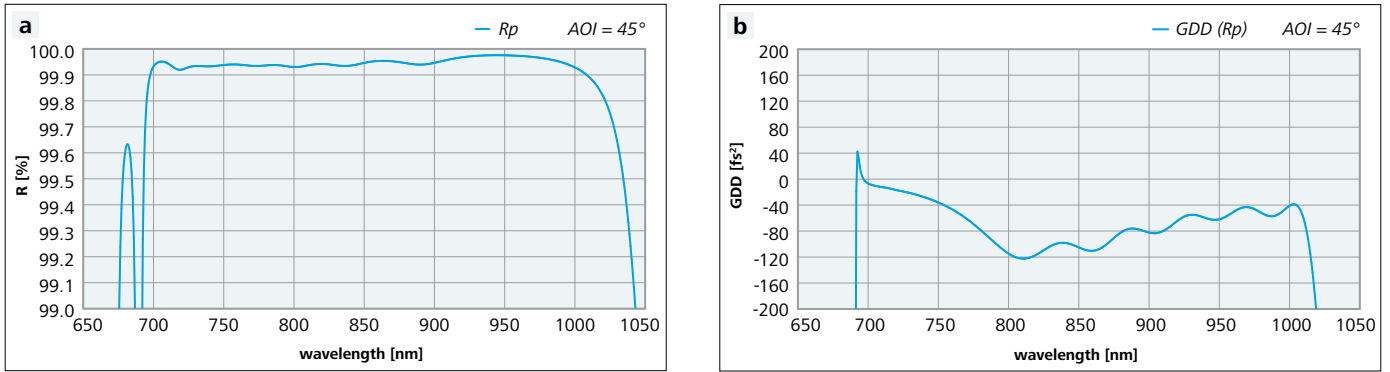 a
Rp AOI = 45°
100.0
99.9
99.8
99.7
99.6
99.5
99.4
99.3
99.2
99.1
99.0
R [%]
650 700 750 800 850 900 950 1000 1050
wavelength [nm]
b
GDD (Rp) AOI = 45°
200
160
120
80
40
0
-40
-80
-120
-160
-200
GDD [fs²]
650 700 750 800 850 900 950 1000 1050
wavelength [nm]